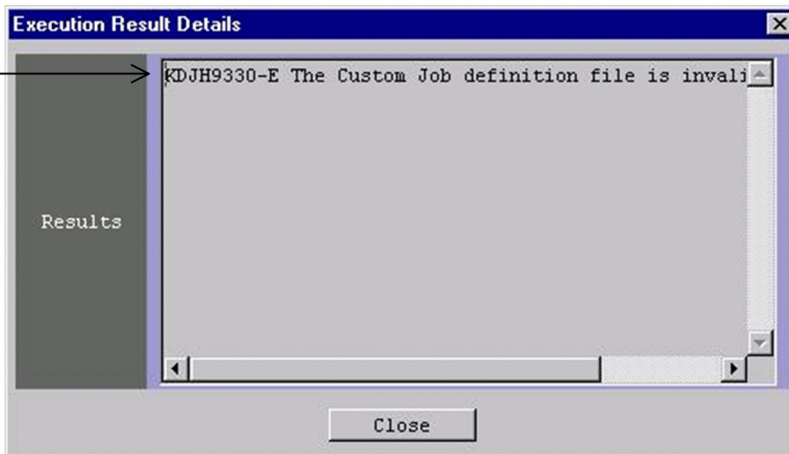 Execution Result Details
KDJH9330-E The Custom Job definition file is invali
Results
Close